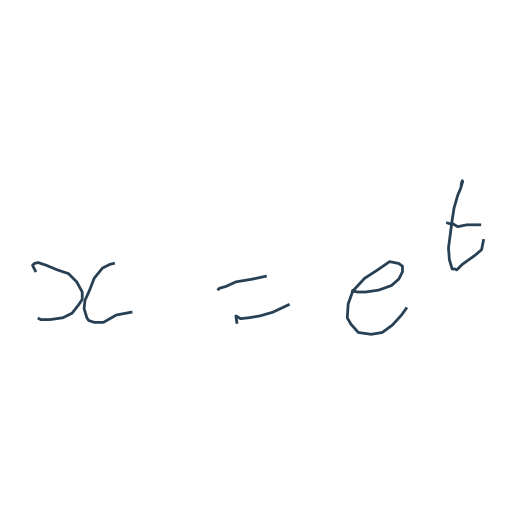 x = e^t